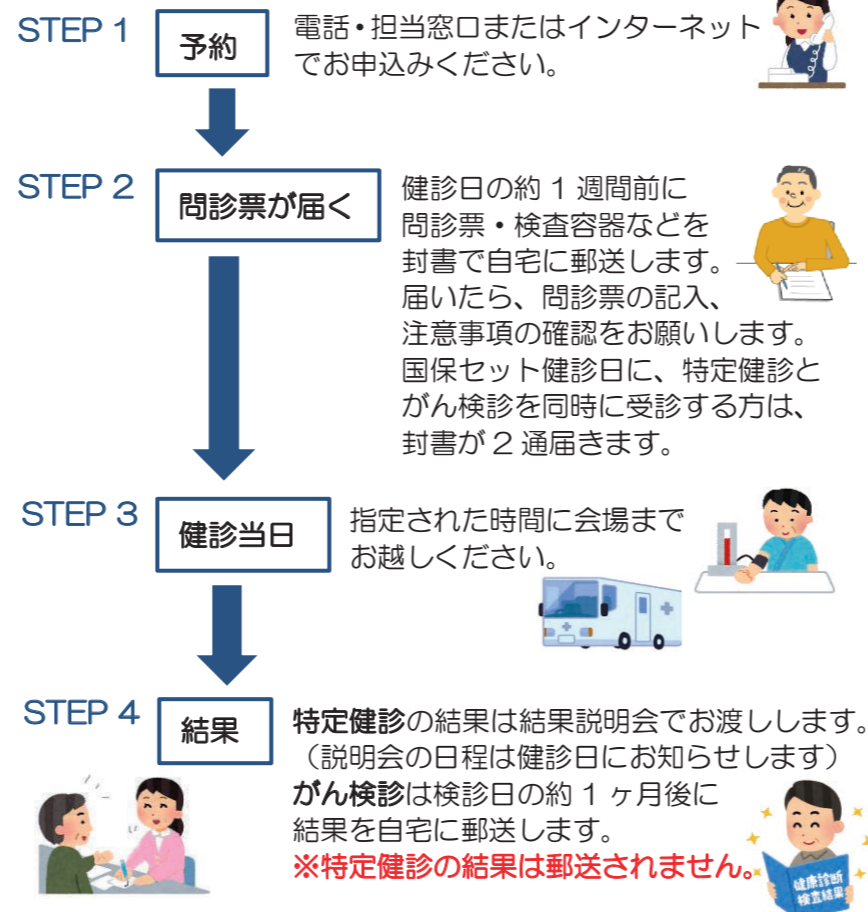 STEP 1
予約
電話・担当窓口またはインターネット
でお申込みください。
STEP 2
問診票が届く
健診日の約 1 週間前に
問診票・検査容器などを
封書で自宅に郵送します。
届いたら、問診票の記入、
注意事項の確認をお願いします。
国保セット健診日に、特定健診と
がん検診を同時に受診する方は、
封書が 2 通届きます。
STEP 3
健診当日
指定された時間に会場まで
お越しください。
STEP 4
結果
特定健診の結果は結果説明会でお渡しします。
（説明会の日程は健診日にお知らせします）
がん検診は検診日の約 1 ヶ月後に
結果を自宅に郵送します。
※特定健診の結果は郵送されません。
健康診断
検査結果